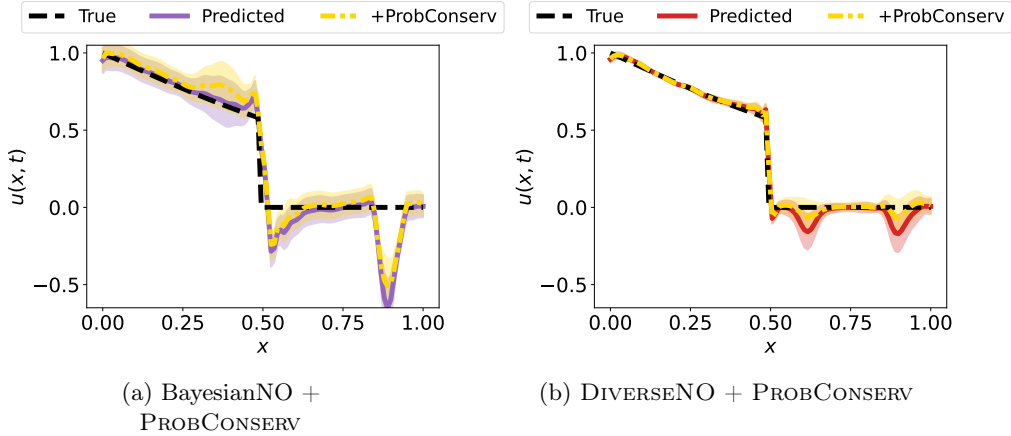 True Predicted +ProbConserv
True Predicted +ProbConserv
1.0
0.5
0.0
−0.5
u(x, t)
0.00 0.25 0.50 0.75 1.00
x
1.0
0.5
0.0
−0.5
u(x, t)
0.00 0.25 0.50 0.75 1.00
x
(a) BayesianNO +
PROBCONSERV
(b) DIVERSENO + PROBCONSERV